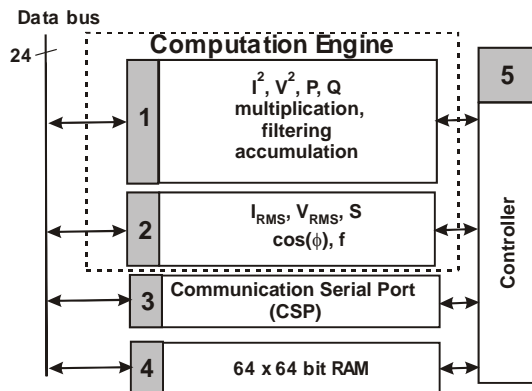 Data bus
24
Computation Engine
1
I², V², P, Q
multiplication,
filtering
accumulation
2
I_RMS, V_RMS, S
cos(ϕ), f
3
Communication Serial Port
(CSP)
4
64 x 64 bit RAM
5
Controller